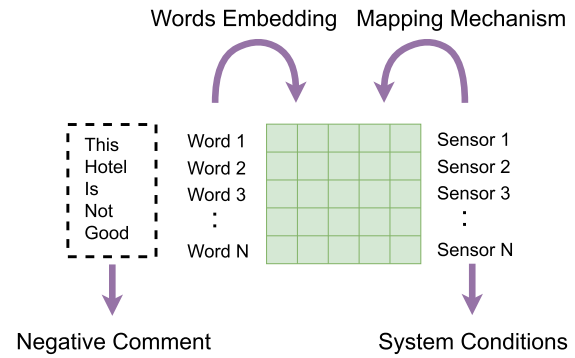 Words Embedding
Mapping Mechanism
This
Hotel
Is
Not
Good
Word 1
Word 2
Word 3
⋮
Word N
Sensor 1
Sensor 2
Sensor 3
⋮
Sensor N
Negative Comment
System Conditions